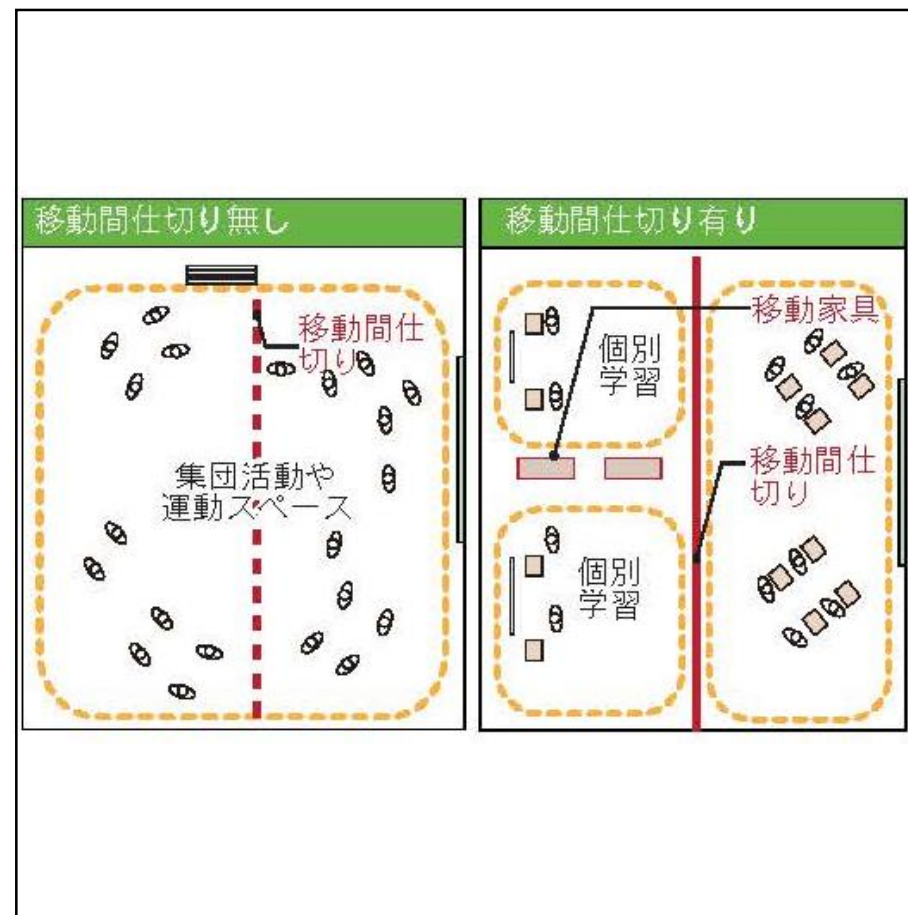 移動間仕切り無し
移動間仕
切り
集団活動や
運動スペース
移動間仕切り有り
移動家具
個別
学習
移動間仕
切り
個別
学習